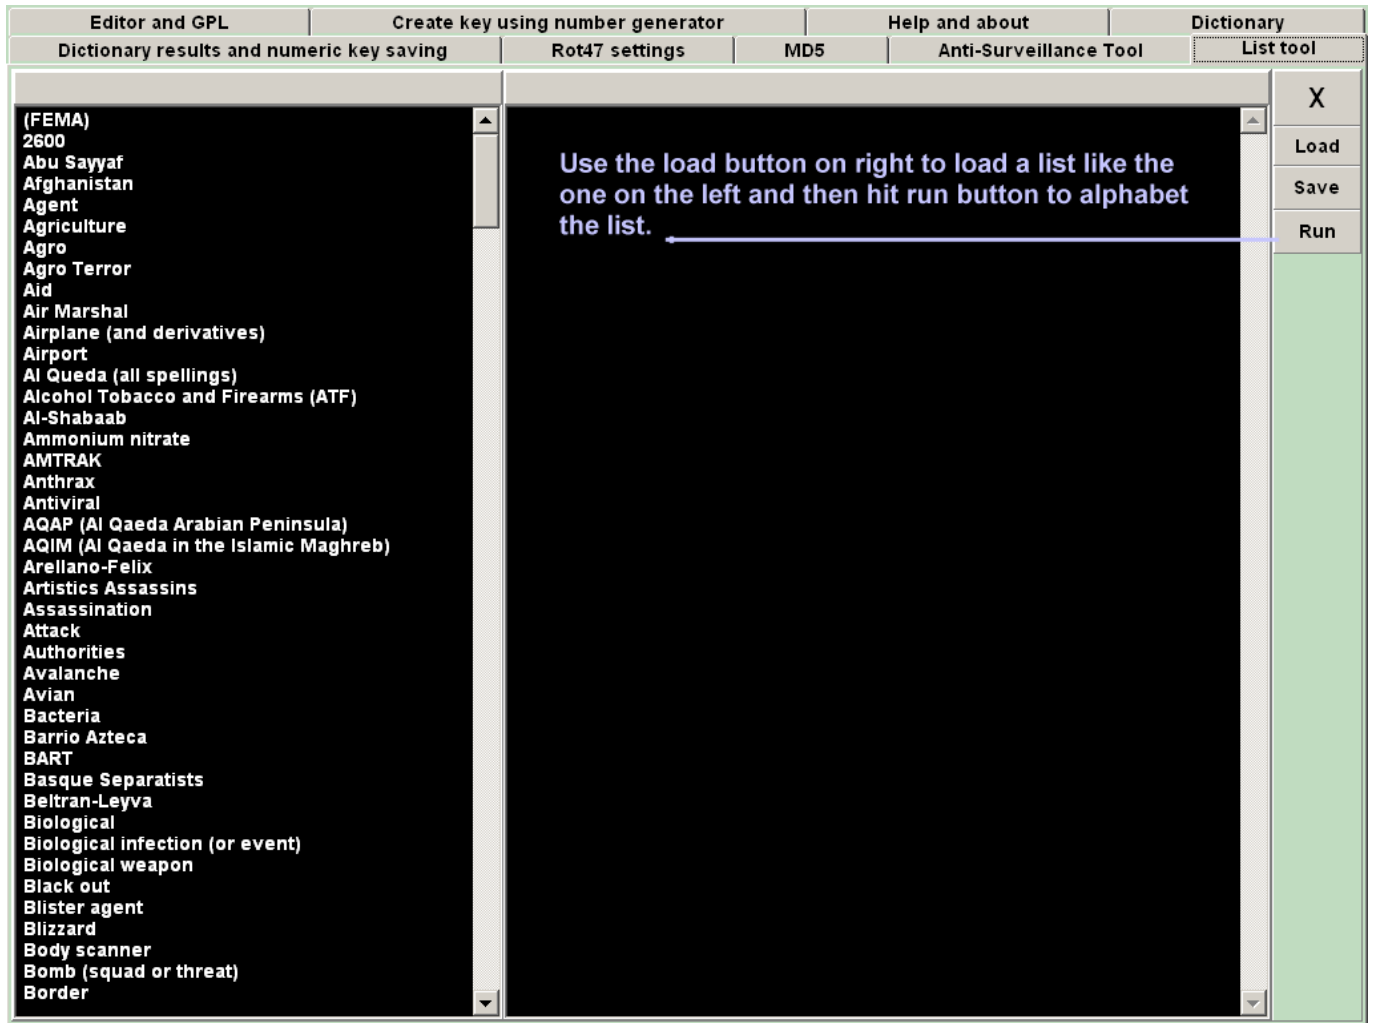 Editor and GPL
Create key using number generator
Help and about
Dictionary
Dictionary results and numeric key saving
Rot47 settings
MD5
Anti-Surveillance Tool
List tool
(FEMA)
2600
Abu Sayyaf
Afghanistan
Agent
Agriculture
Agro
Agro Terror
Aid
Air Marshal
Airplane (and derivatives)
Airport
Al Queda (all spellings)
Alcohol Tobacco and Firearms (ATF)
Al-Shabaab
Ammonium nitrate
AMTRAK
Anthrax
Antiviral
AQAP (Al Qaeda Arabian Peninsula)
AQIM (Al Qaeda in the Islamic Maghreb)
Arellano-Felix
Artistics Assassins
Assassination
Attack
Authorities
Avalanche
Avian
Bacteria
Barrio Azteca
BART
Basque Separatists
Beltran-Leyva
Biological
Biological infection (or event)
Biological weapon
Black out
Blister agent
Blizzard
Body scanner
Bomb (squad or threat)
Border
Use the load button on right to load a list like the
one on the left and then hit run button to alphabet
the list.
X
Load
Save
Run